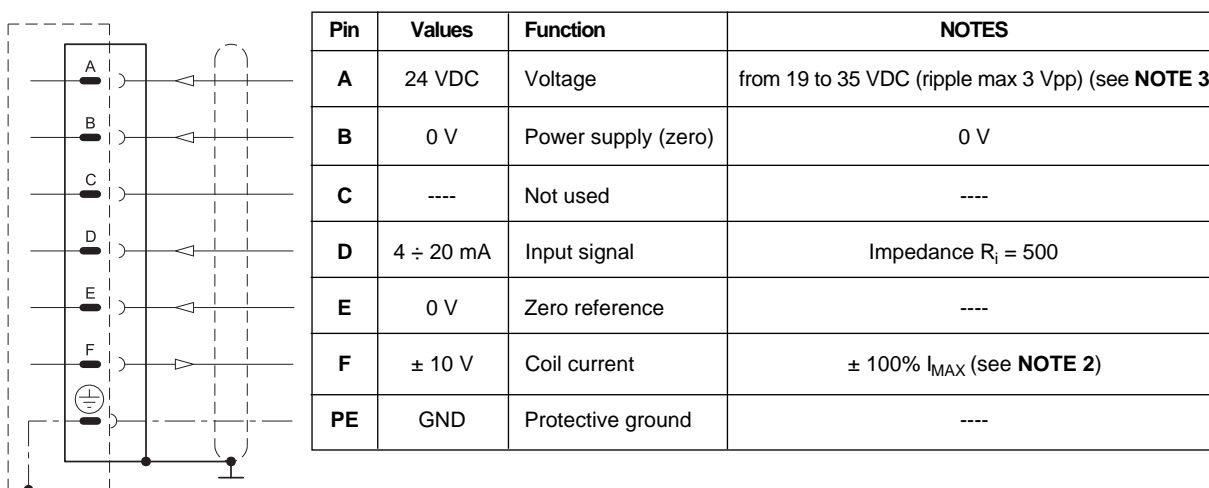 A
B
C
D
E
F
Pin Values Function NOTES
A 24 VDC Voltage from 19 to 35 VDC (ripple max 3 Vpp) (see NOTE 3
B 0 V Power supply (zero) 0 V
C ---- Not used ----
D 4 ÷ 20 mA Input signal Impedance Ri = 500
E 0 V Zero reference ----
F ± 10 V Coil current ± 100% IMAX (see NOTE 2)
PE GND Protective ground ----